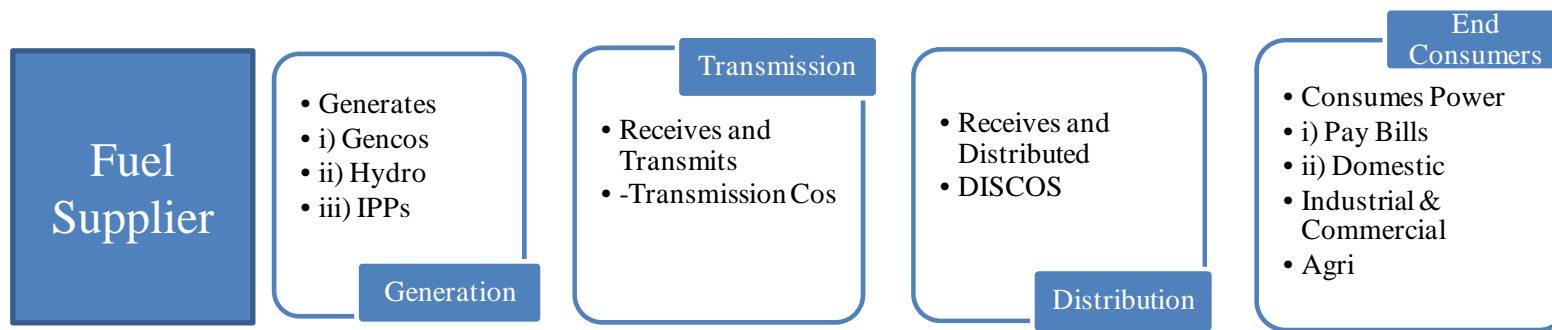 Fuel
Supplier
• Generates
• i) Gencos
• ii) Hydro
• iii) IPPs
Generation
Transmission
• Receives and
Transmits
• -Transmission Cos
• Receives and
Distributed
• DISCOS
Distribution
End
Consumers
• Consumes Power
• i) Pay Bills
• ii) Domestic
• Industrial &
Commercial
• Agri